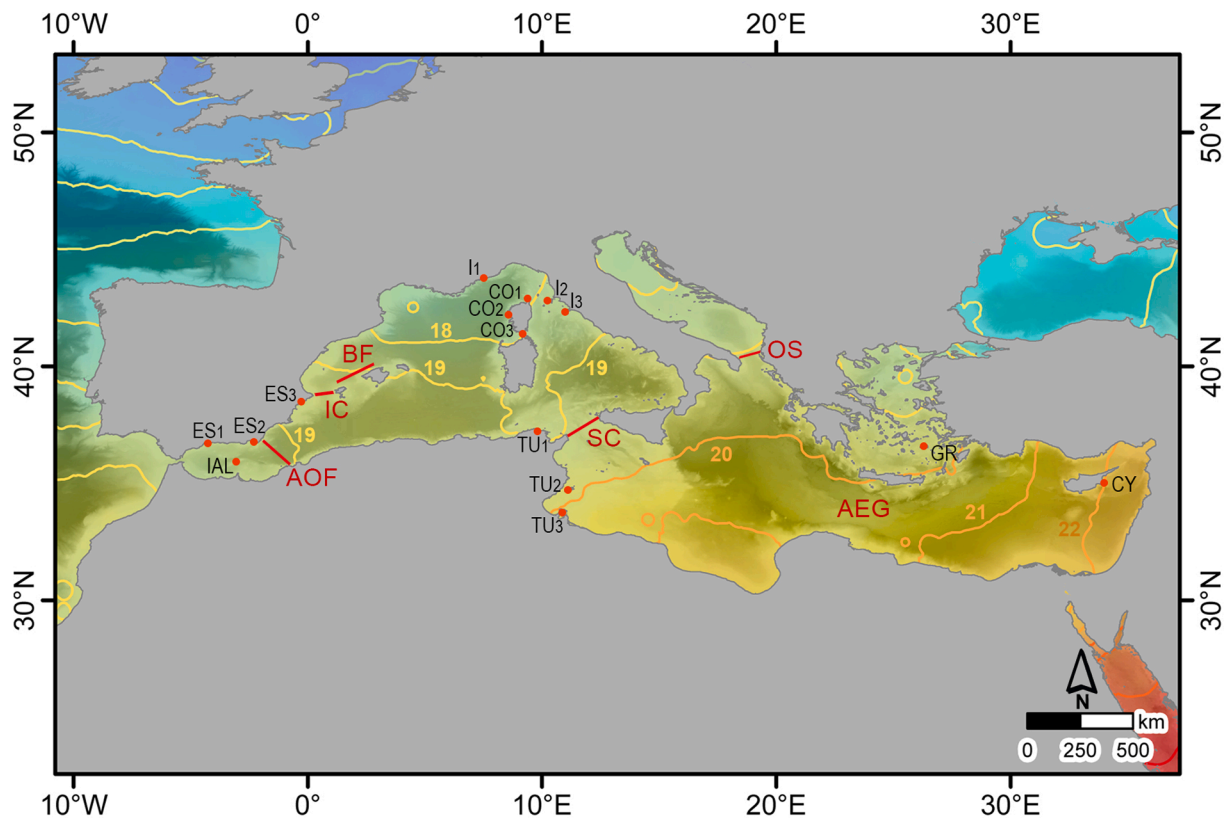 10°W 0° 10°E 20°E 30°E
50°N 50°N
I1
CO1 I2
CO2 I3
18
CO3
BF OS
40°N 19 19 40°N
ES3
IC
ES1 ES2 19 SC
TU1
IAL AOF
20 GR
TU2 CY
AEG
TU3 21 22
30°N 30°N
N
km
0 250 500
10°W 0° 10°E 20°E 30°E